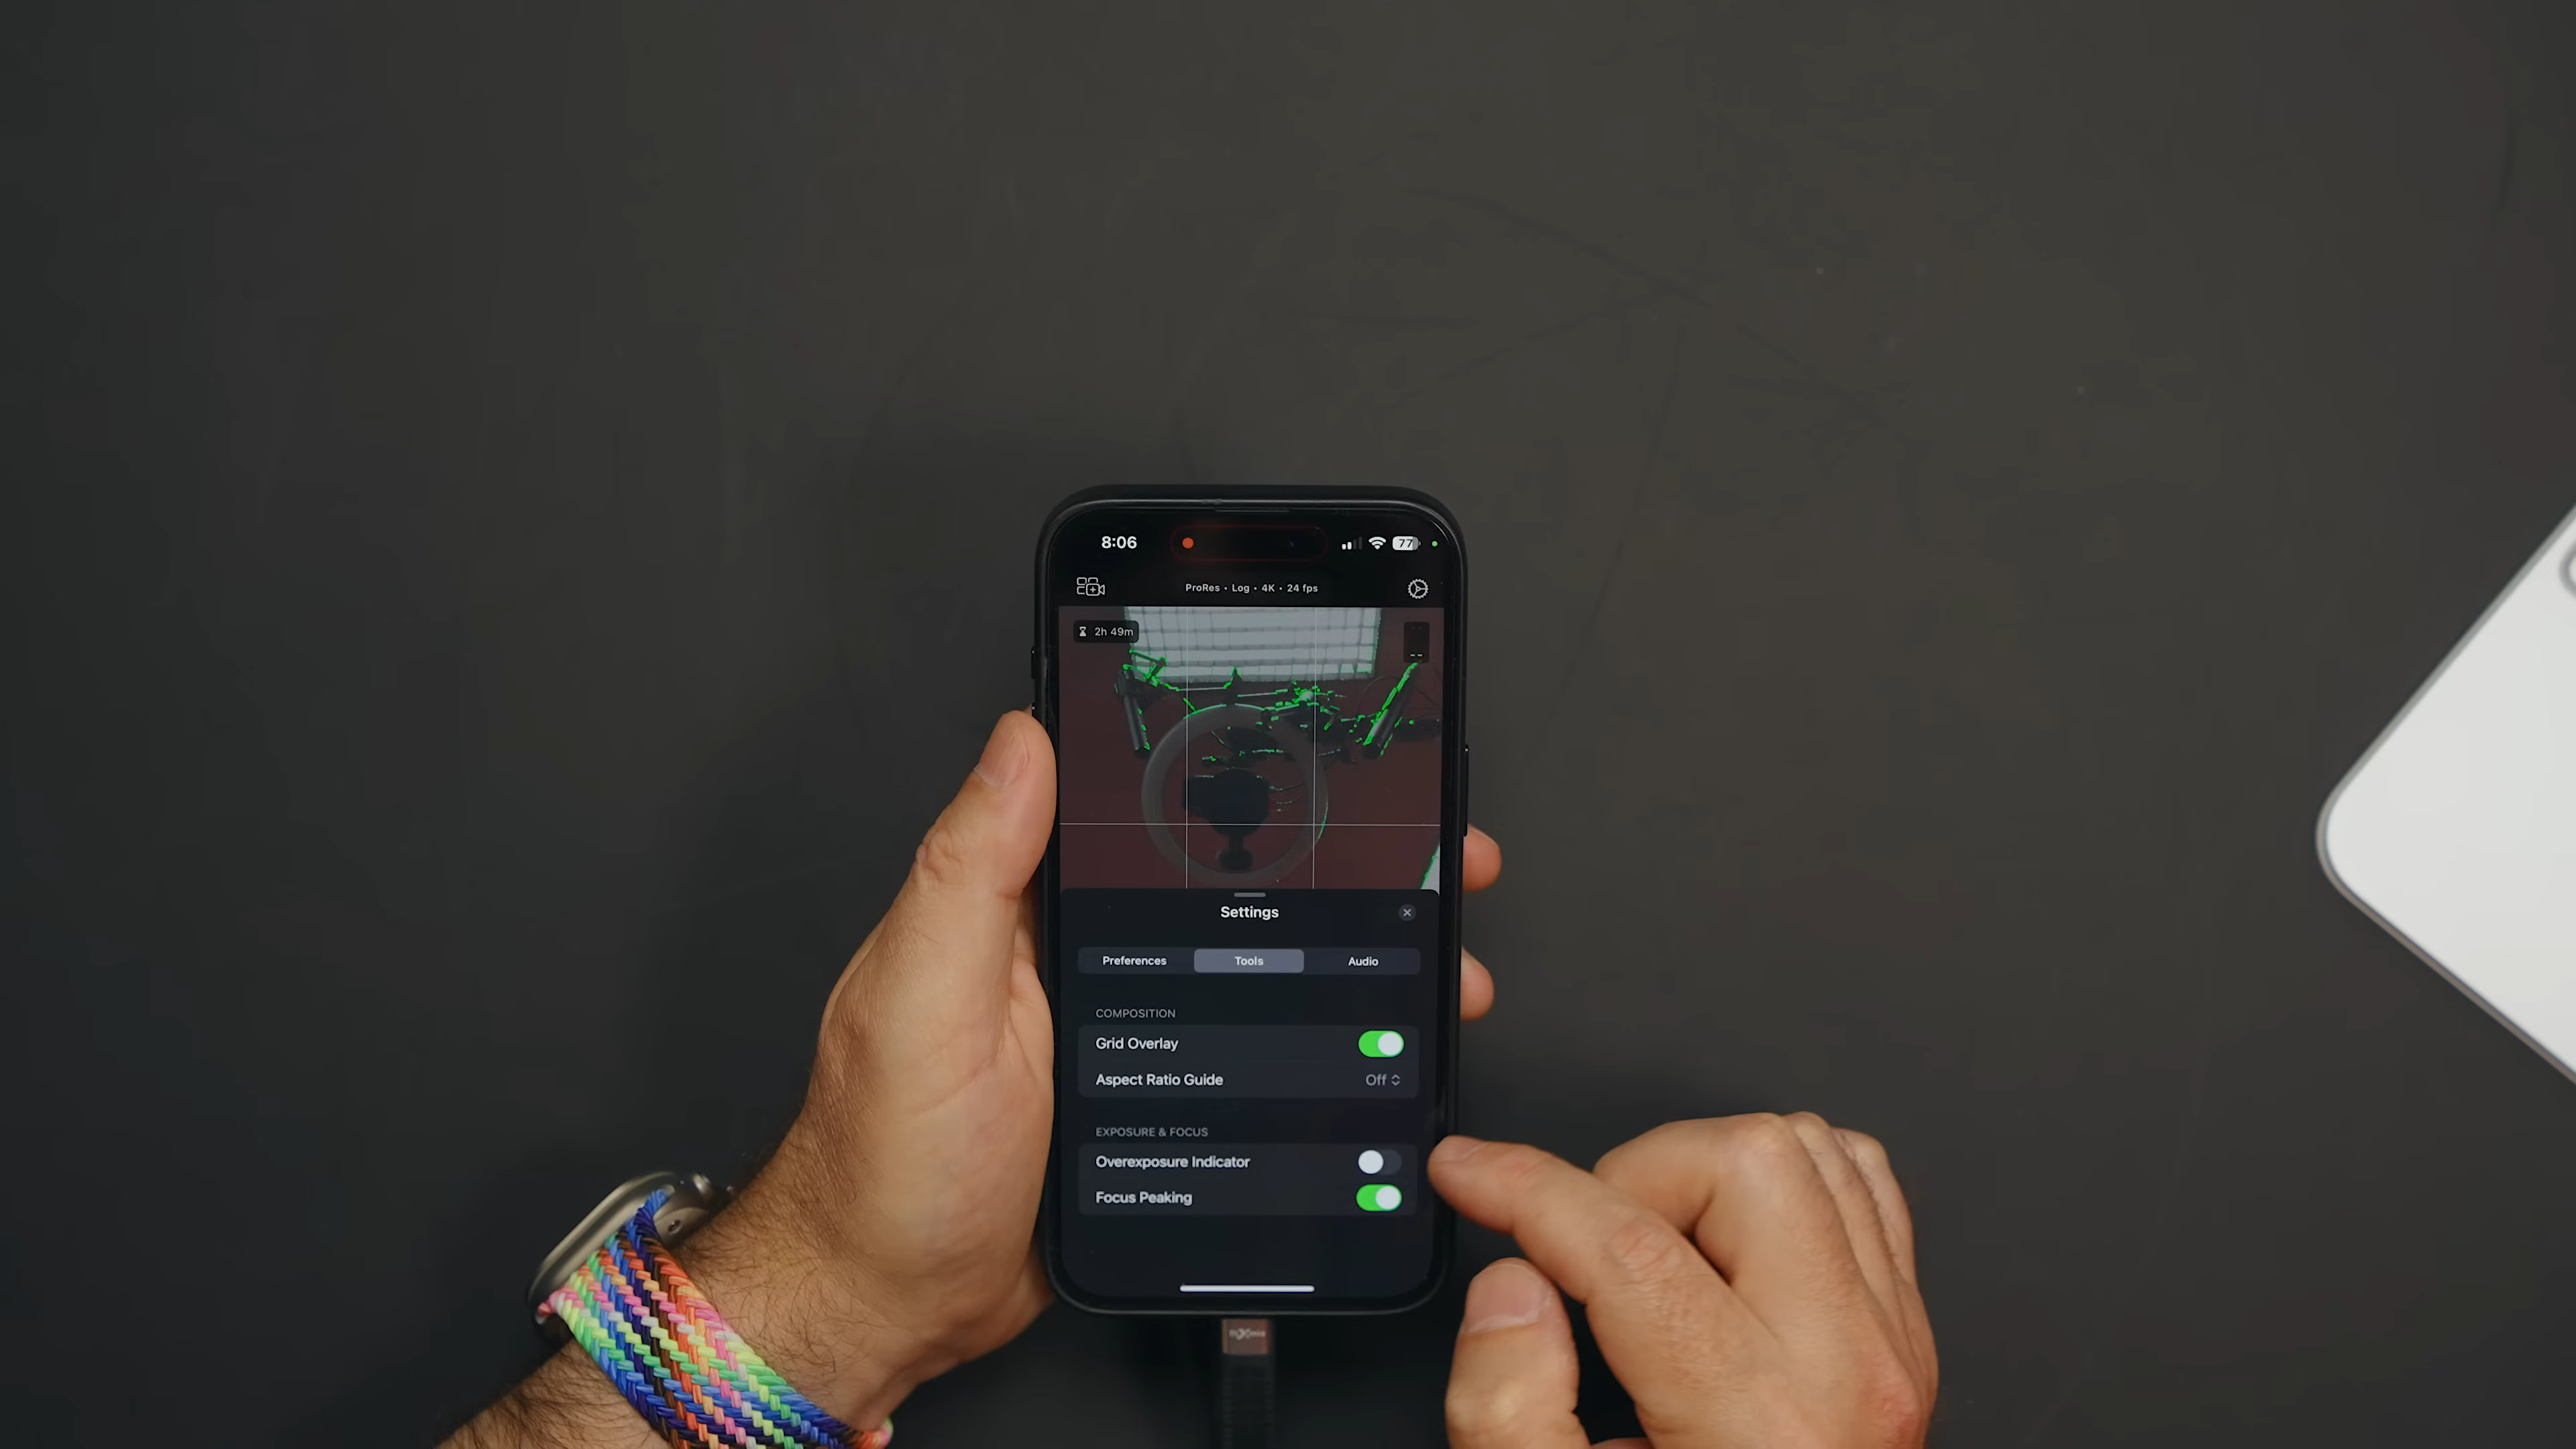 8:06
77
ProRes • Log • 4K • 24 fps
2h 49m
Settings
Preferences
Tools
Audio
COMPOSITION
Grid Overlay
Aspect Ratio Guide
Off
EXPOSURE & FOCUS
Overexposure Indicator
Focus Peaking